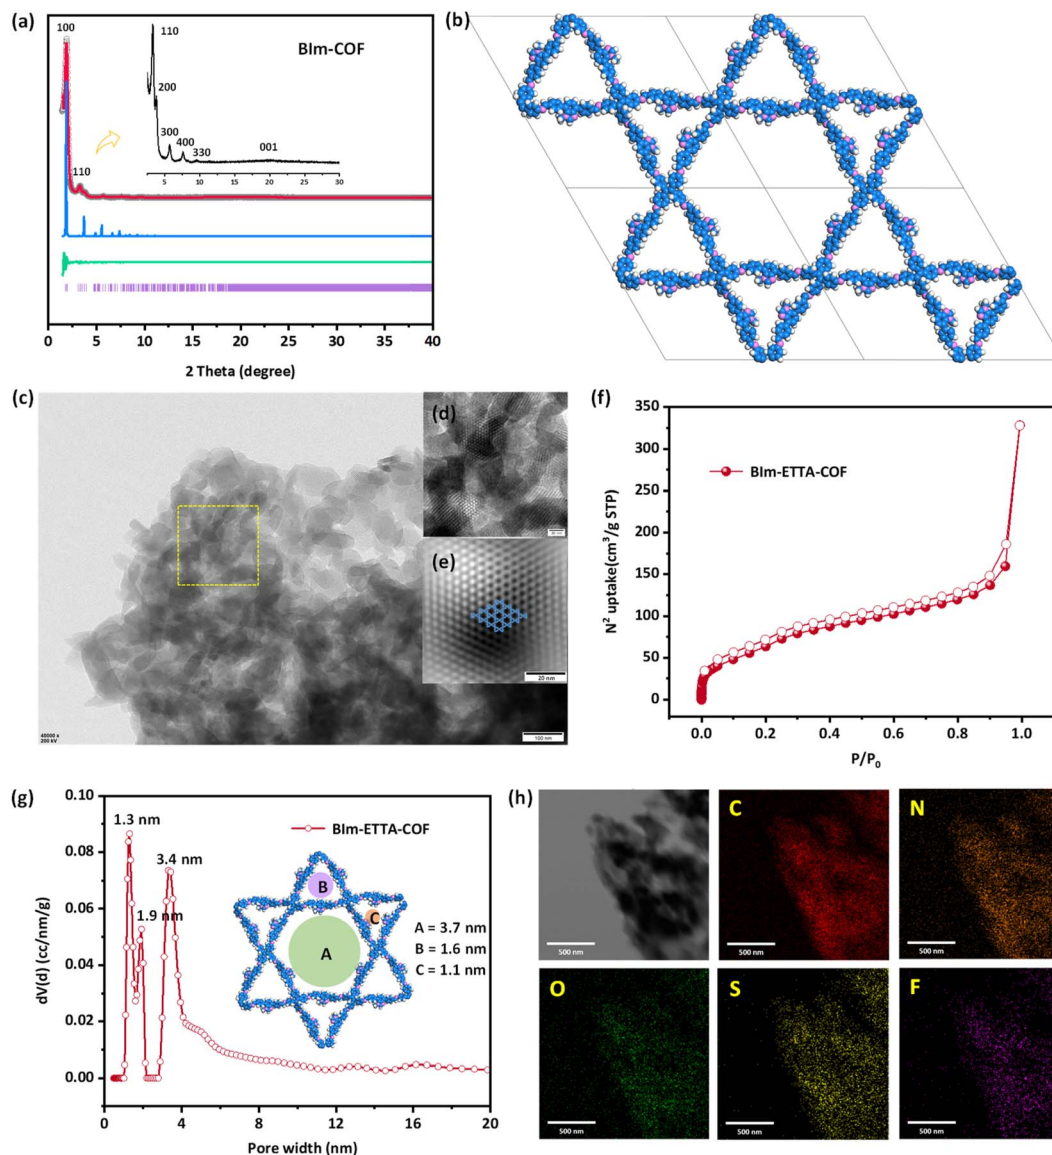 (a)
100
110
BIm-COF
200
300
400
330
001
5 10 15 20 25 30
110
0 5 10 15 20 25 30 35 40
2 Theta (degree)
(b)
(c)
(d)
(e)
20 nm
40000 x
200 kV
100 nm
(f)
350
300
250
200
150
100
50
0
N² uptake(cm³/g STP)
BIm-ETTA-COF
0.0 0.2 0.4 0.6 0.8 1.0
P/P₀
(g)
0.10
0.08
0.06
0.04
0.02
0.00
dV(d) (cc/nm/g)
1.3 nm
1.9 nm
3.4 nm
BIm-ETTA-COF
B
C
A
A = 3.7 nm
B = 1.6 nm
C = 1.1 nm
0 4 8 12 16 20
Pore width (nm)
(h)
500 nm
C
500 nm
N
500 nm
O
500 nm
S
500 nm
F
500 nm